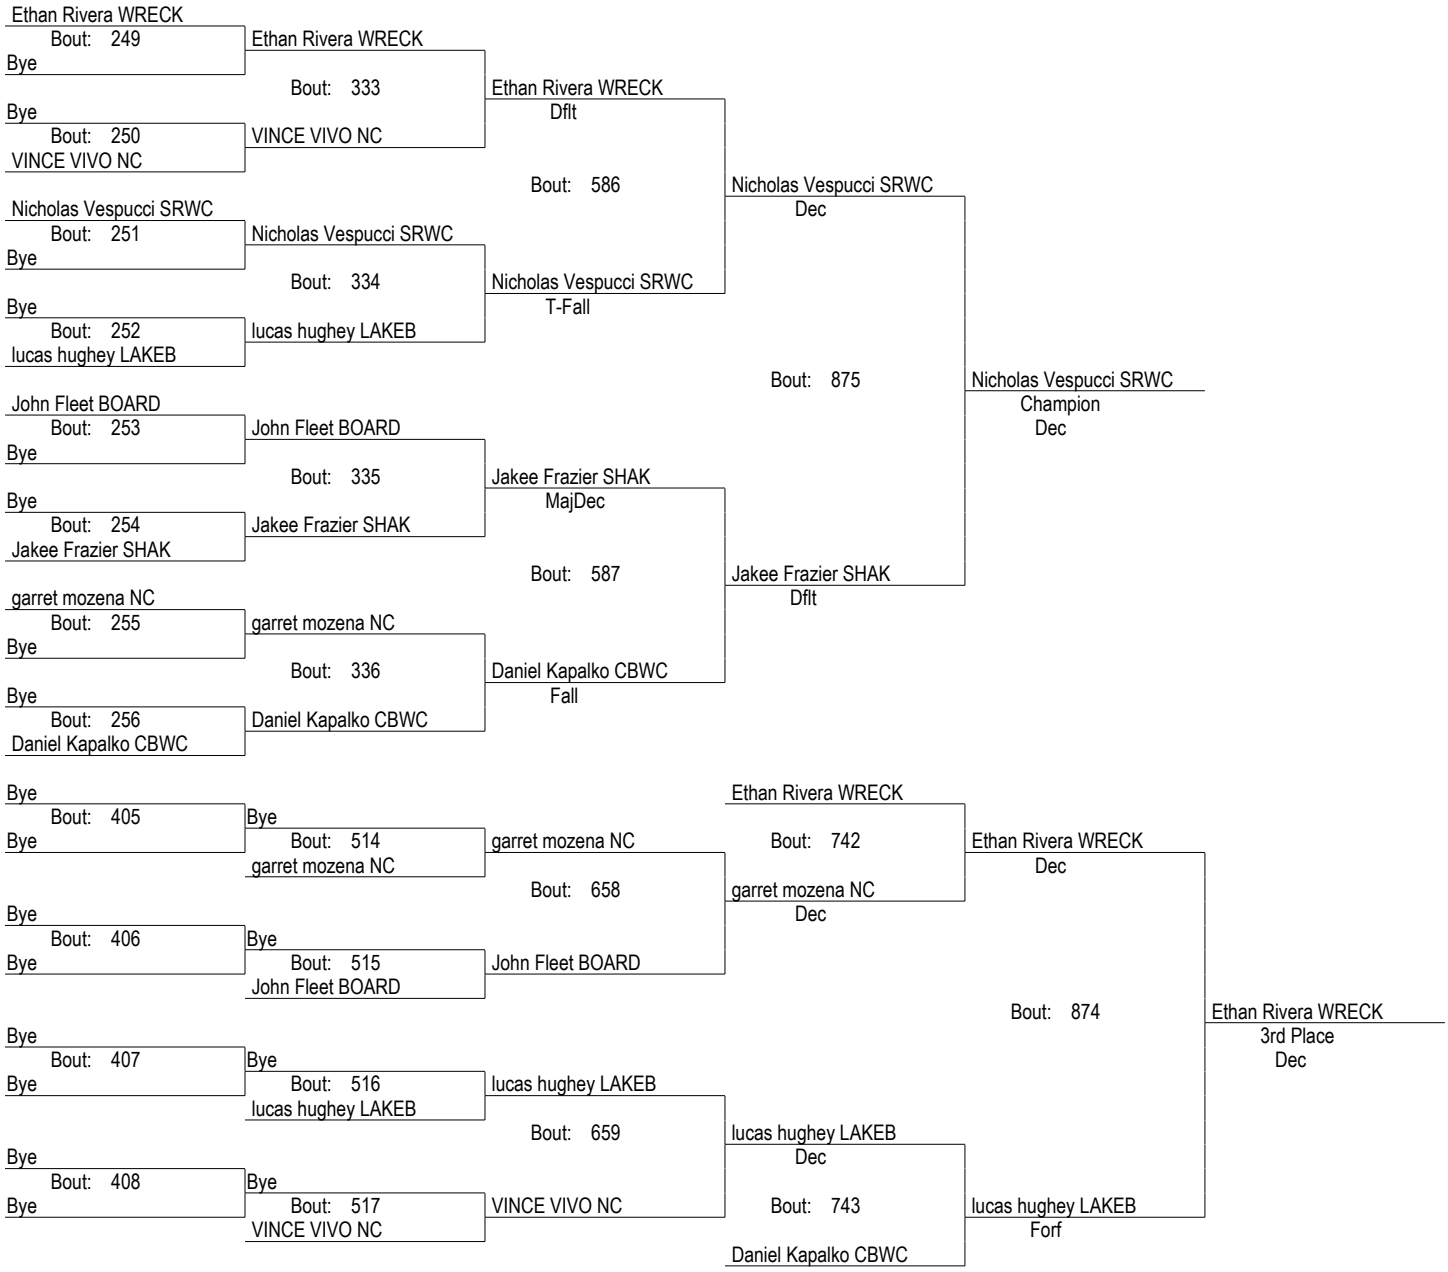 Ethan Rivera WRECK
Bout: 249 Ethan Rivera WRECK
Bye
Bout: 333 Ethan Rivera WRECK
Bye Dflt
Bout: 250 VINCE VIVO NC
VINCE VIVO NC
Bout: 586 Nicholas Vespucci SRWC
Nicholas Vespucci SRWC Dec
Bout: 251 Nicholas Vespucci SRWC
Bye
Bout: 334 Nicholas Vespucci SRWC
Bye T-Fall
Bout: 252 lucas hughey LAKEB
lucas hughey LAKEB
Bout: 875 Nicholas Vespucci SRWC
John Fleet BOARD Champion
Bout: 253 John Fleet BOARD Dec
Bye
Bout: 335 Jakee Frazier SHAK
Bye MajDec
Bout: 254 Jakee Frazier SHAK
Jakee Frazier SHAK
Bout: 587 Jakee Frazier SHAK
garret mozena NC Dflt
Bout: 255 garret mozena NC
Bye
Bout: 336 Daniel Kapalko CBWC
Bye Fall
Bout: 256 Daniel Kapalko CBWC
Daniel Kapalko CBWC
Bye Ethan Rivera WRECK
Bout: 405 Bye
Bye Bout: 514 garret mozena NC Bout: 742 Ethan Rivera WRECK
garret mozena NC Dec
Bout: 658 garret mozena NC
Bye Dec
Bout: 406 Bye
Bye Bout: 515 John Fleet BOARD
John Fleet BOARD
Bout: 874 Ethan Rivera WRECK
Bye 3rd Place
Bout: 407 Bye Dec
Bye Bout: 516 lucas hughey LAKEB
lucas hughey LAKEB
Bout: 659 lucas hughey LAKEB
Bye Dec
Bout: 408 Bye
Bye Bout: 517 VINCE VIVO NC Bout: 743 lucas hughey LAKEB
VINCE VIVO NC Forf
Daniel Kapalko CBWC